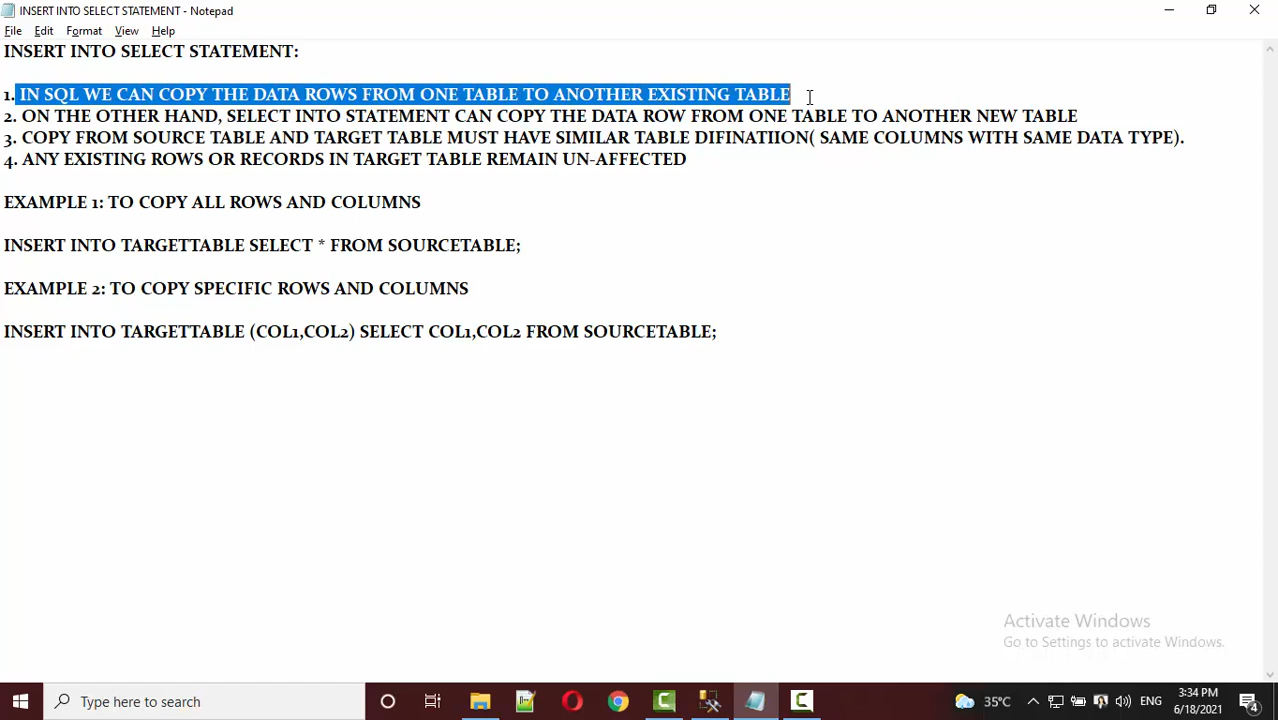 INSERT INTO SELECT STATEMENT - Notepad
File Edit Format View Help
INSERT INTO SELECT STATEMENT:
1. IN SQL WE CAN COPY THE DATA ROWS FROM ONE TABLE TO ANOTHER EXISTING TABLE
2. ON THE OTHER HAND, SELECT INTO STATEMENT CAN COPY THE DATA ROW FROM ONE TABLE TO ANOTHER NEW TABLE
3. COPY FROM SOURCE TABLE AND TARGET TABLE MUST HAVE SIMILAR TABLE DIFINATIION( SAME COLUMNS WITH SAME DATA TYPE).
4. ANY EXISTING ROWS OR RECORDS IN TARGET TABLE REMAIN UN-AFFECTED
EXAMPLE 1: TO COPY ALL ROWS AND COLUMNS
INSERT INTO TARGETTABLE SELECT * FROM SOURCETABLE;
EXAMPLE 2: TO COPY SPECIFIC ROWS AND COLUMNS
INSERT INTO TARGETTABLE (COL1,COL2) SELECT COL1,COL2 FROM SOURCETABLE;
Activate Windows
Go to Settings to activate Windows.
Type here to search
35°C
ENG
3:34 PM
6/18/2021
4